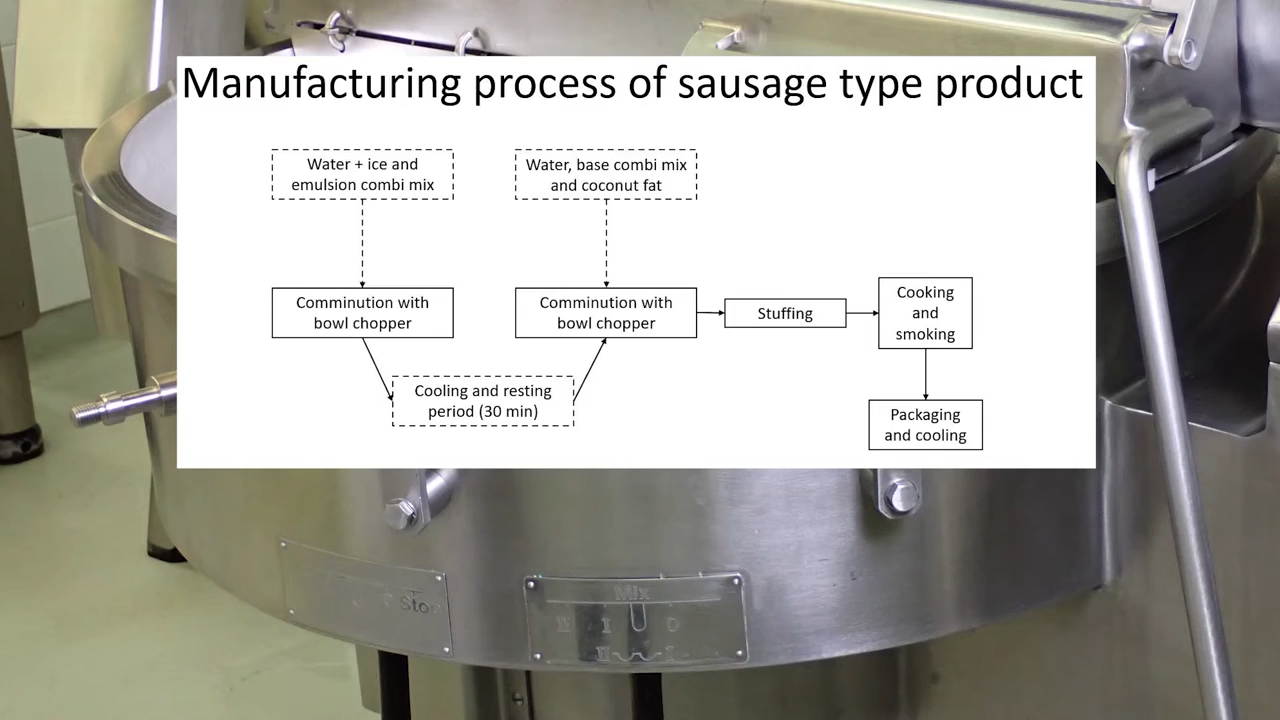 Manufacturing process of sausage type product
Water + ice and
emulsion combi mix
Water, base combi mix
and coconut fat
Comminution with
bowl chopper
Comminution with
bowl chopper
Stuffing
Cooking
and
smoking
Cooling and resting
period (30 min)
Packaging
and cooling
Mix